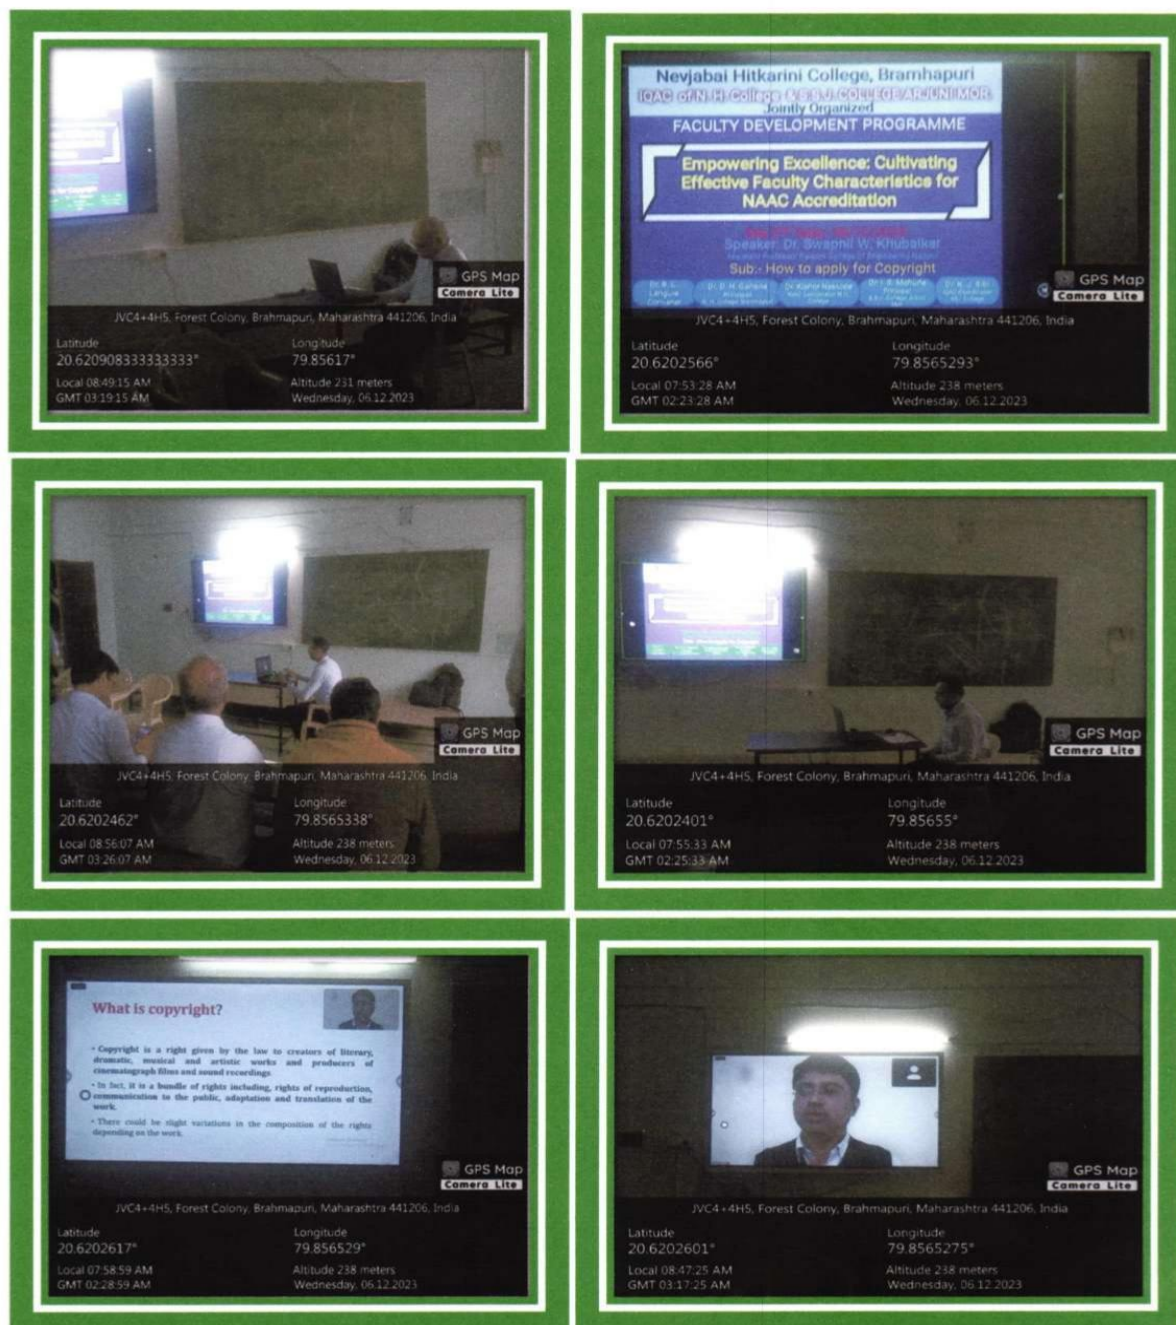 GPS Map
Camera Lite
JVC4+4H5, Forest Colony, Brahmapuri, Maharashtra 441206, India
Latitude
20.620908333333333°
Longitude
79.85617°
Local 08:49:15 AM
GMT 03:19:15 AM
Altitude 231 meters
Wednesday, 06.12.2023
Nevjabai Hitkarini College, Bramhapuri
IQAC of N. H. College & S.S.J. COLLEGE ARJUNI MOR.
Jointly Organized
FACULTY DEVELOPMENT PROGRAMME
Empowering Excellence: Cultivating
Effective Faculty Characteristics for
NAAC Accreditation
Speaker: Dr. Swapnil W. Khubalkar
Sub:- How to apply for Copyright
GPS Map
Camera Lite
JVC4+4H5, Forest Colony, Brahmapuri, Maharashtra 441206, India
Latitude
20.6202566°
Longitude
79.8565293°
Local 07:53:28 AM
GMT 02:23:28 AM
Altitude 238 meters
Wednesday, 06.12.2023
GPS Map
Camera Lite
JVC4+4H5, Forest Colony, Brahmapuri, Maharashtra 441206, India
Latitude
20.6202462°
Longitude
79.8565338°
Local 08:56:07 AM
GMT 03:26:07 AM
Altitude 238 meters
Wednesday, 06.12.2023
GPS Map
Camera Lite
JVC4+4H5, Forest Colony, Brahmapuri, Maharashtra 441206, India
Latitude
20.6202401°
Longitude
79.85655°
Local 07:55:33 AM
GMT 02:25:33 AM
Altitude 238 meters
Wednesday, 06.12.2023
What is copyright?
• Copyright is a right given by the law to creators of literary,
dramatic, musical and artistic works and producers of
cinematograph films and sound recordings.
• In fact, it is a bundle of rights including, rights of reproduction,
communication to the public, adaptation and translation of the
work.
• There could be slight variations in the composition of the rights
depending on the work.
GPS Map
Camera Lite
JVC4+4H5, Forest Colony, Brahmapuri, Maharashtra 441206, India
Latitude
20.6202617°
Longitude
79.856529°
Local 07:58:59 AM
GMT 02:28:59 AM
Altitude 238 meters
Wednesday, 06.12.2023
GPS Map
Camera Lite
JVC4+4H5, Forest Colony, Brahmapuri, Maharashtra 441206, India
Latitude
20.6202601°
Longitude
79.8565275°
Local 08:47:25 AM
GMT 03:17:25 AM
Altitude 238 meters
Wednesday, 06.12.2023